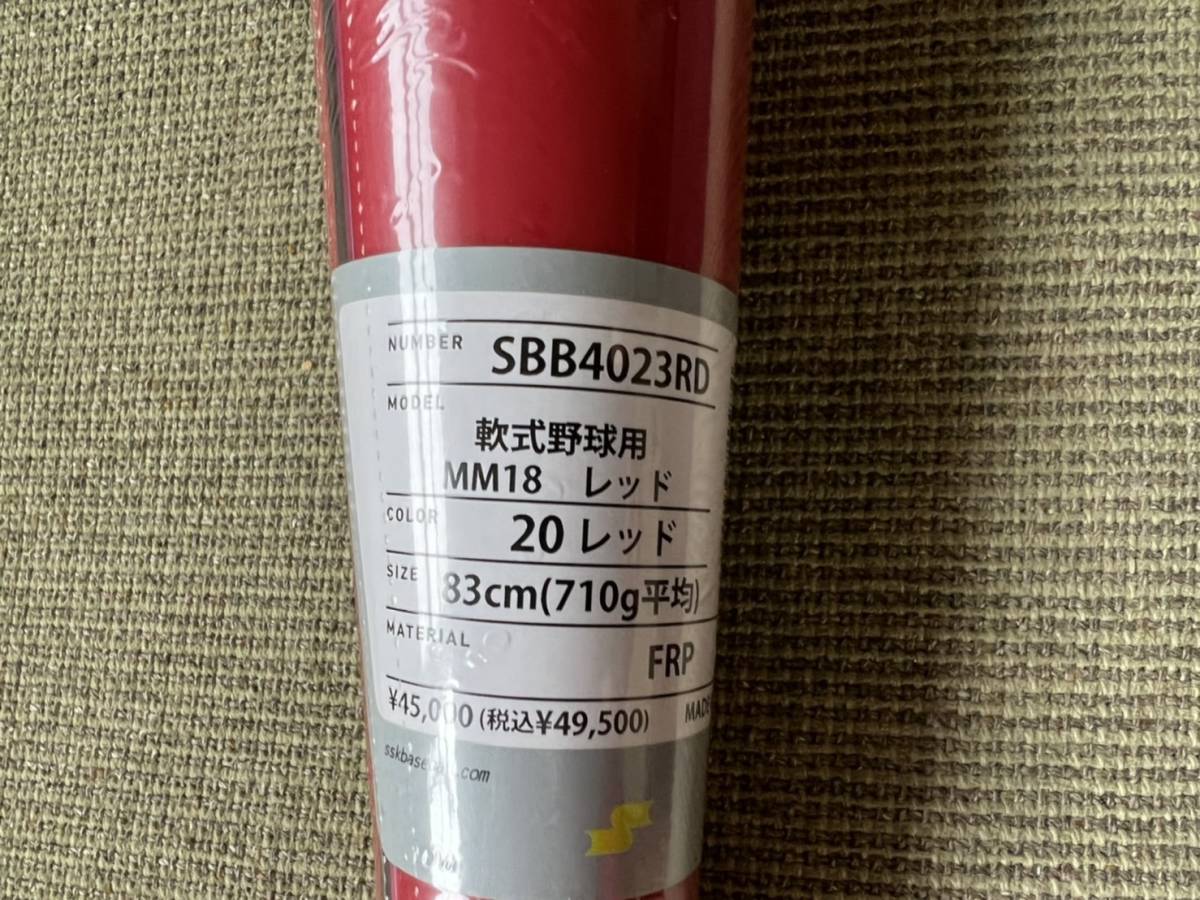 NUMBER SBB4023RD
MODEL
軟式野球用
MM18 レッド
COLOR 20 レッド
SIZE 83cm(710g平均)
MATERIAL FRP
¥45,000 (税込¥49,500) MADE